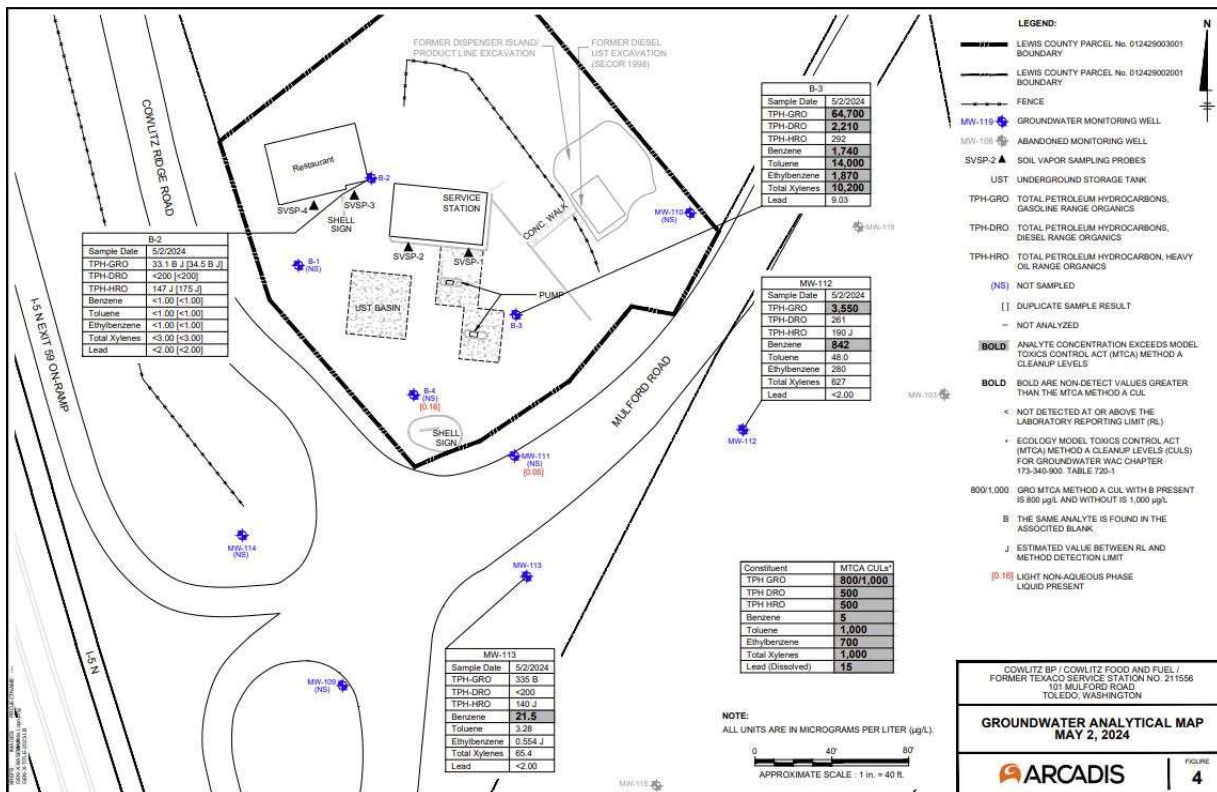 FORMER DISPENSER ISLAND/
PRODUCT LINE EXCAVATION
FORMER DIESEL
UST EXCAVATION
(SECOR 1998)
COWLITZ RIDGE ROAD
Restaurant
B-2
SVSP-4
SVSP-3
SHELL
SIGN
SERVICE
STATION
CONC. WALK
SVSP-2
SVSP-1
MW-110
(NS)
B-1
(NS)
UST BASIN
PUMP
B-3
B-4
(NS)
[0.16]
SHELL
SIGN
MW-111
(NS)
[0.05]
MULFORD ROAD
MW-112
MW-103
I-5 N EXIT 59 ON-RAMP
MW-114
(NS)
MW-113
MW-109
(NS)
I-5 N
MW-115
B-2
Sample Date 5/2/2024
TPH-GRO 33.1 B J [34.5 B J]
TPH-DRO <200 [<200]
TPH-HRO 147 J [175 J]
Benzene <1.00 [<1.00]
Toluene <1.00 [<1.00]
Ethylbenzene <1.00 [<1.00]
Total Xylenes <3.00 [<3.00]
Lead <2.00 [<2.00]
B-3
Sample Date 5/2/2024
TPH-GRO 64,700
TPH-DRO 2,210
TPH-HRO 292
Benzene 1,740
Toluene 14,000
Ethylbenzene 1,870
Total Xylenes 10,200
Lead 9.03
MW-112
Sample Date 5/2/2024
TPH-GRO 3,550
TPH-DRO 261
TPH-HRO 190 J
Benzene 842
Toluene 48.0
Ethylbenzene 280
Total Xylenes 627
Lead <2.00
MW-113
Sample Date 5/2/2024
TPH-GRO 335 B
TPH-DRO <200
TPH-HRO 140 J
Benzene 21.5
Toluene 3.28
Ethylbenzene 0.554 J
Total Xylenes 65.4
Lead <2.00
Constituent MTCA CULs*
TPH GRO 800/1,000
TPH DRO 500
TPH HRO 500
Benzene 5
Toluene 1,000
Ethylbenzene 700
Total Xylenes 1,000
Lead (Dissolved) 15
NOTE:
ALL UNITS ARE IN MICROGRAMS PER LITER (µg/L).
0 40' 80'
APPROXIMATE SCALE : 1 in. = 40 ft.
LEGEND:
N
LEWIS COUNTY PARCEL No. 012429003001
BOUNDARY
LEWIS COUNTY PARCEL No. 012429002001
BOUNDARY
FENCE
MW-119 GROUNDWATER MONITORING WELL
MW-108 ABANDONED MONITORING WELL
SVSP-2 SOIL VAPOR SAMPLING PROBES
UST UNDERGROUND STORAGE TANK
TPH-GRO TOTAL PETROLEUM HYDROCARBONS,
GASOLINE RANGE ORGANICS
TPH-DRO TOTAL PETROLEUM HYDROCARBONS,
DIESEL RANGE ORGANICS
TPH-HRO TOTAL PETROLEUM HYDROCARBON, HEAVY
OIL RANGE ORGANICS
(NS) NOT SAMPLED
[ ] DUPLICATE SAMPLE RESULT
– NOT ANALYZED
BOLD ANALYTE CONCENTRATION EXCEEDS MODEL
TOXICS CONTROL ACT (MTCA) METHOD A
CLEANUP LEVELS
BOLD BOLD ARE NON-DETECT VALUES GREATER
THAN THE MTCA METHOD A CUL
< NOT DETECTED AT OR ABOVE THE
LABORATORY REPORTING LIMIT (RL)
* ECOLOGY MODEL TOXICS CONTROL ACT
(MTCA) METHOD A CLEANUP LEVELS (CULS)
FOR GROUNDWATER WAC CHAPTER
173-340-900. TABLE 720-1
800/1,000 GRO MTCA METHOD A CUL WITH B PRESENT
IS 800 µg/L AND WITHOUT IS 1,000 µg/L
B THE SAME ANALYTE IS FOUND IN THE
ASSOCITED BLANK
J ESTIMATED VALUE BETWEEN RL AND
METHOD DETECTION LIMIT
[0.16] LIGHT NON-AQUEOUS PHASE
LIQUID PRESENT
COWLITZ BP / COWLITZ FOOD AND FUEL /
FORMER TEXACO SERVICE STATION NO. 211556
101 MULFORD ROAD
TOLEDO, WASHINGTON
GROUNDWATER ANALYTICAL MAP
MAY 2, 2024
ARCADIS
FIGURE
4